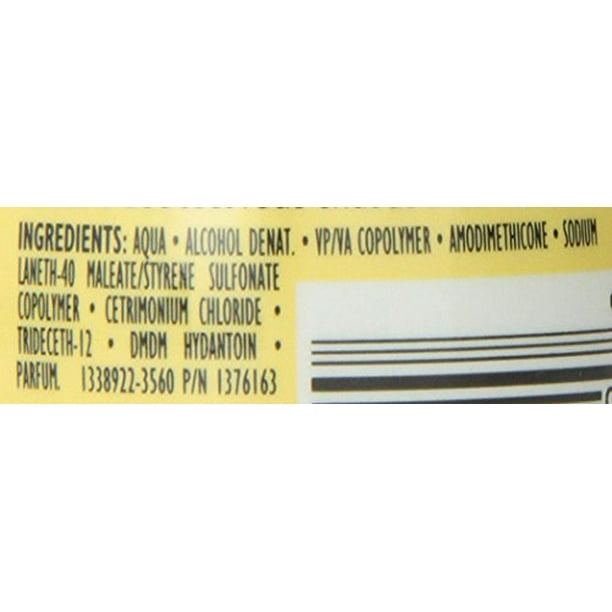 INGREDIENTS: AQUA • ALCOHOL DENAT. • VP/VA COPOLYMER • AMODIMETHICONE • SODIUM
LANETH-40 MALEATE/STYRENE SULFONATE
COPOLYMER • CETRIMONIUM CHLORIDE •
TRIDECETH-12 • DMDM HYDANTOIN •
PARFUM. 1338922-3560 P/N 1376163